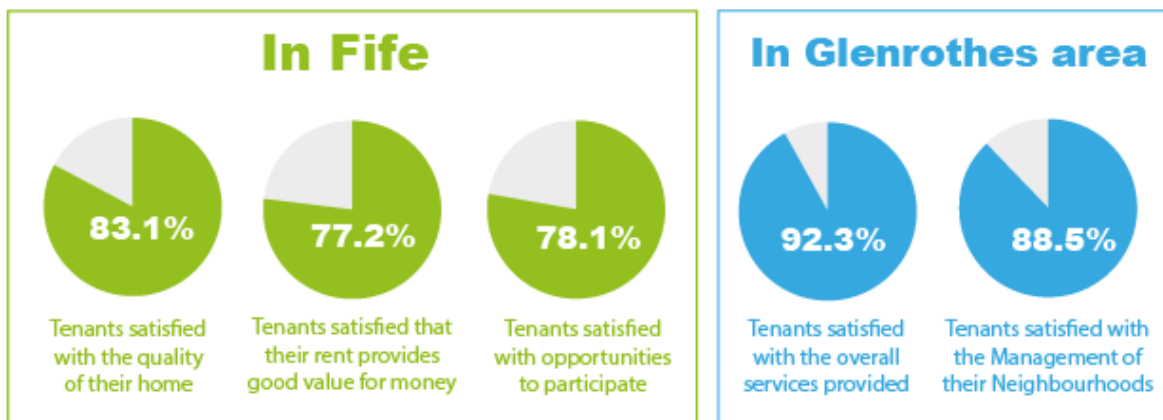 In Fife
83.1%
Tenants satisfied
with the quality
of their home
77.2%
Tenants satisfied that
their rent provides
good value for money
78.1%
Tenants satisfied
with opportunities
to participate
In Glenrothes area
92.3%
Tenants satisfied
with the overall
services provided
88.5%
Tenants satisfied with
the Management of
their Neighbourhoods